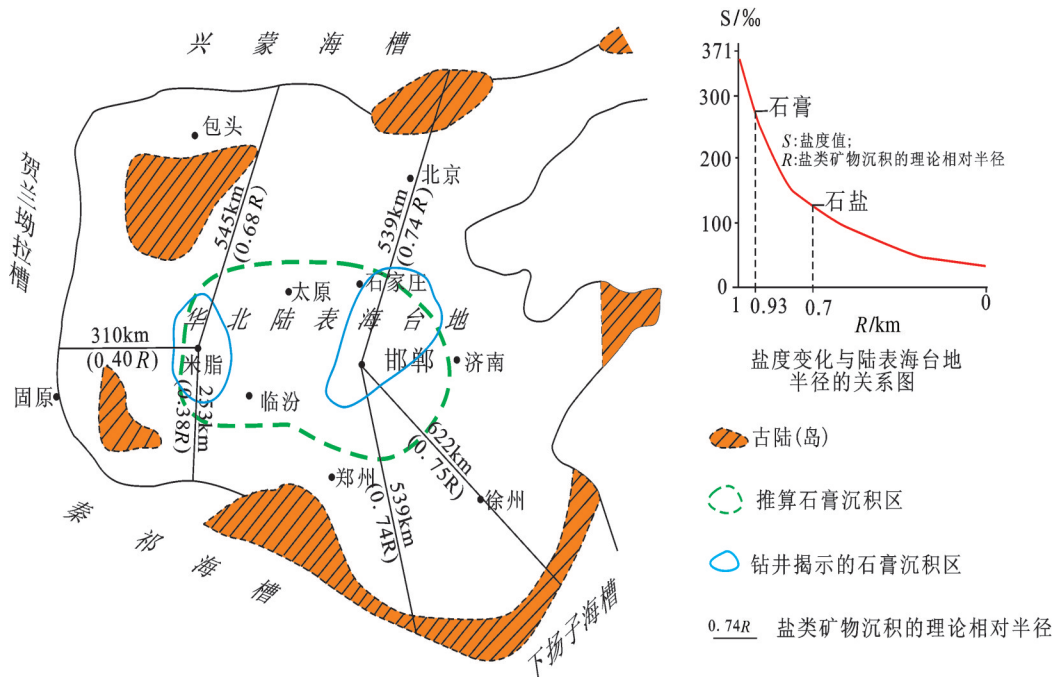 兴蒙海槽
贺兰坳拉槽
包头
北京
545km
(0.68R)
539km
(0.74R)
石家庄
太原
华北陆表海台地
310km
(0.40R)
米脂
邯郸
济南
固原
临汾
253km
(0.38R)
622km
(0.75R)
郑州
539km
(0.74R)
徐州
秦祁海槽
下扬子海槽
S/‰
371
300
200
100
0
石膏
S:盐度值;
R:盐类矿物沉积的理论相对半径
石盐
1
0.93
0.7
0
R/km
盐度变化与陆表海台地
半径的关系图
古陆(岛)
推算石膏沉积区
钻井揭示的石膏沉积区
0.74R
盐类矿物沉积的理论相对半径